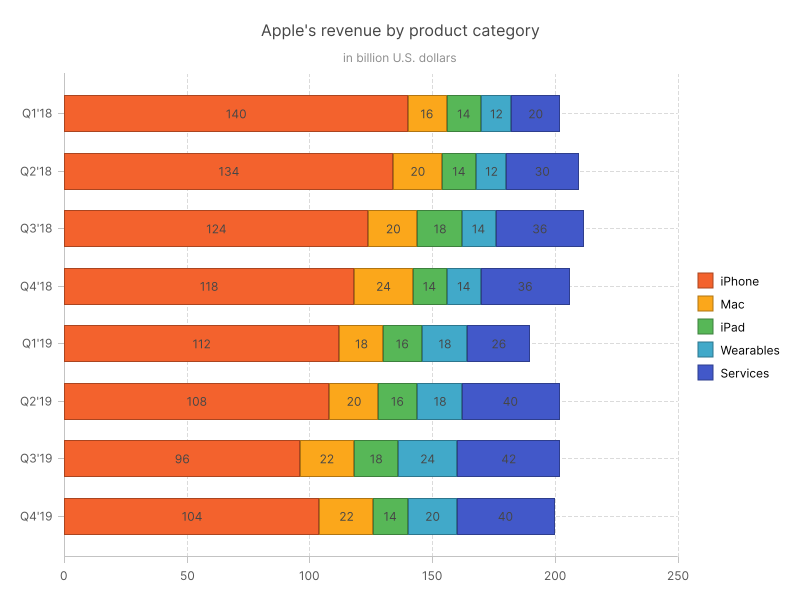 Apple's revenue by product category
in billion U.S. dollars
Q1'18 140 16 14 12 20
Q2'18 134 20 14 12 30
Q3'18 124 20 18 14 36
Q4'18 118 24 14 14 36
Q1'19 112 18 16 18 26
Q2'19 108 20 16 18 40
Q3'19 96 22 18 24 42
Q4'19 104 22 14 20 40
0 50 100 150 200 250
iPhone
Mac
iPad
Wearables
Services